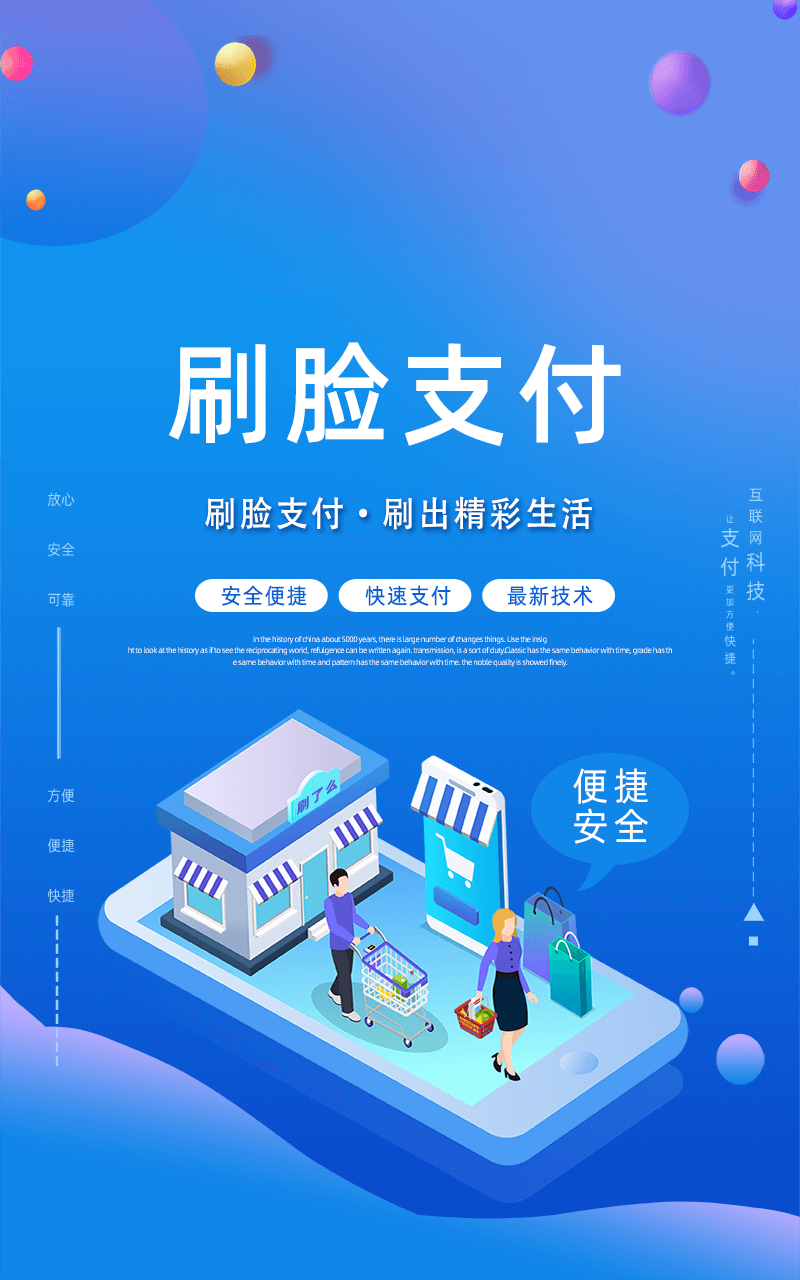 刷脸支付
刷脸支付·刷出精彩生活
安全便捷
快速支付
最新技术
In the history of china about 5000 years, there is large number of changes things. Use the insig
ht to look at the history as if to see the reciprocating world, refulgence can be written again. transmission, is a sort of duty.Classic has the same behavior with time, grade has th
e same behavior with time and pattern has the same behavior with time. the noble quality is showed finely.
放心
安全
可靠
方便
便捷
快捷
互联网科技，
让支付更加方便快捷。
刷了么
便捷
安全